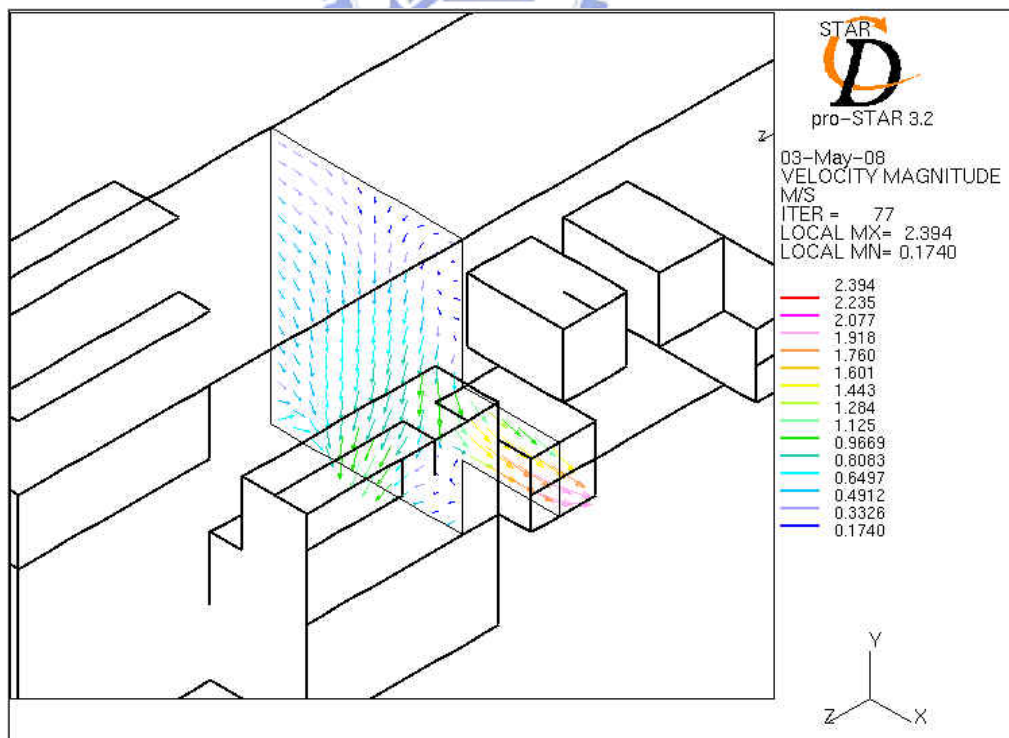 STAR
D
pro-STAR 3.2
Z
03-May-08
VELOCITY MAGNITUDE
M/S
ITER = 77
LOCAL MX= 2.394
LOCAL MN= 0.1740
2.394
2.235
2.077
1.918
1.760
1.601
1.443
1.284
1.125
0.9669
0.8083
0.6497
0.4912
0.3326
0.1740
Y
Z
X